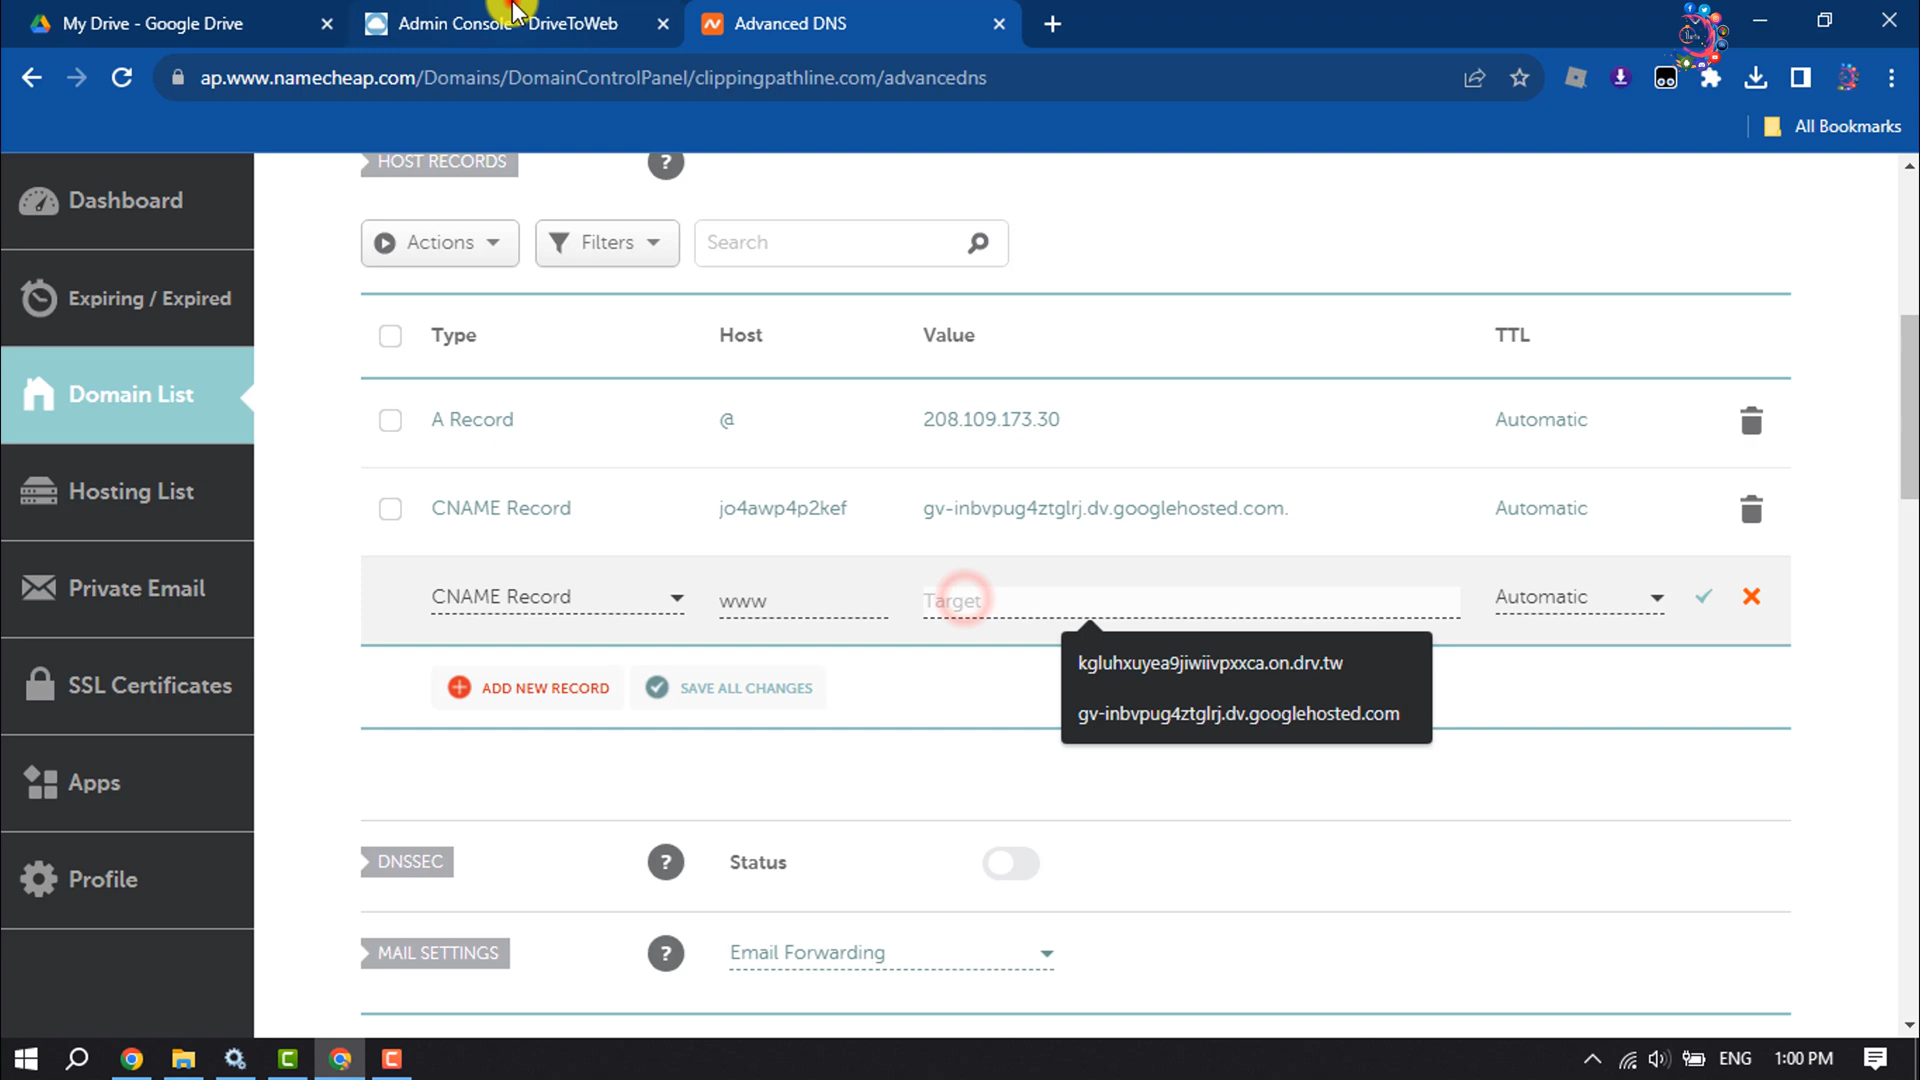 My Drive - Google Drive
Admin Console - DriveToWeb
Advanced DNS
ap.www.namecheap.com/Domains/DomainControlPanel/clippingpathline.com/advancedns
All Bookmarks
Dashboard
Expiring / Expired
Domain List
Hosting List
Private Email
SSL Certificates
Apps
Profile
HOST RECORDS ?
Actions Filters Search
Type Host Value TTL
A Record @ 208.109.173.30 Automatic
CNAME Record jo4awp4p2kef gv-inbvpug4ztglrj.dv.googlehosted.com. Automatic
CNAME Record www Target Automatic
kgluhxuyea9jiwiivpxxca.on.drv.tw
gv-inbvpug4ztglrj.dv.googlehosted.com
ADD NEW RECORD SAVE ALL CHANGES
DNSSEC ? Status
MAIL SETTINGS ? Email Forwarding
ENG 1:00 PM